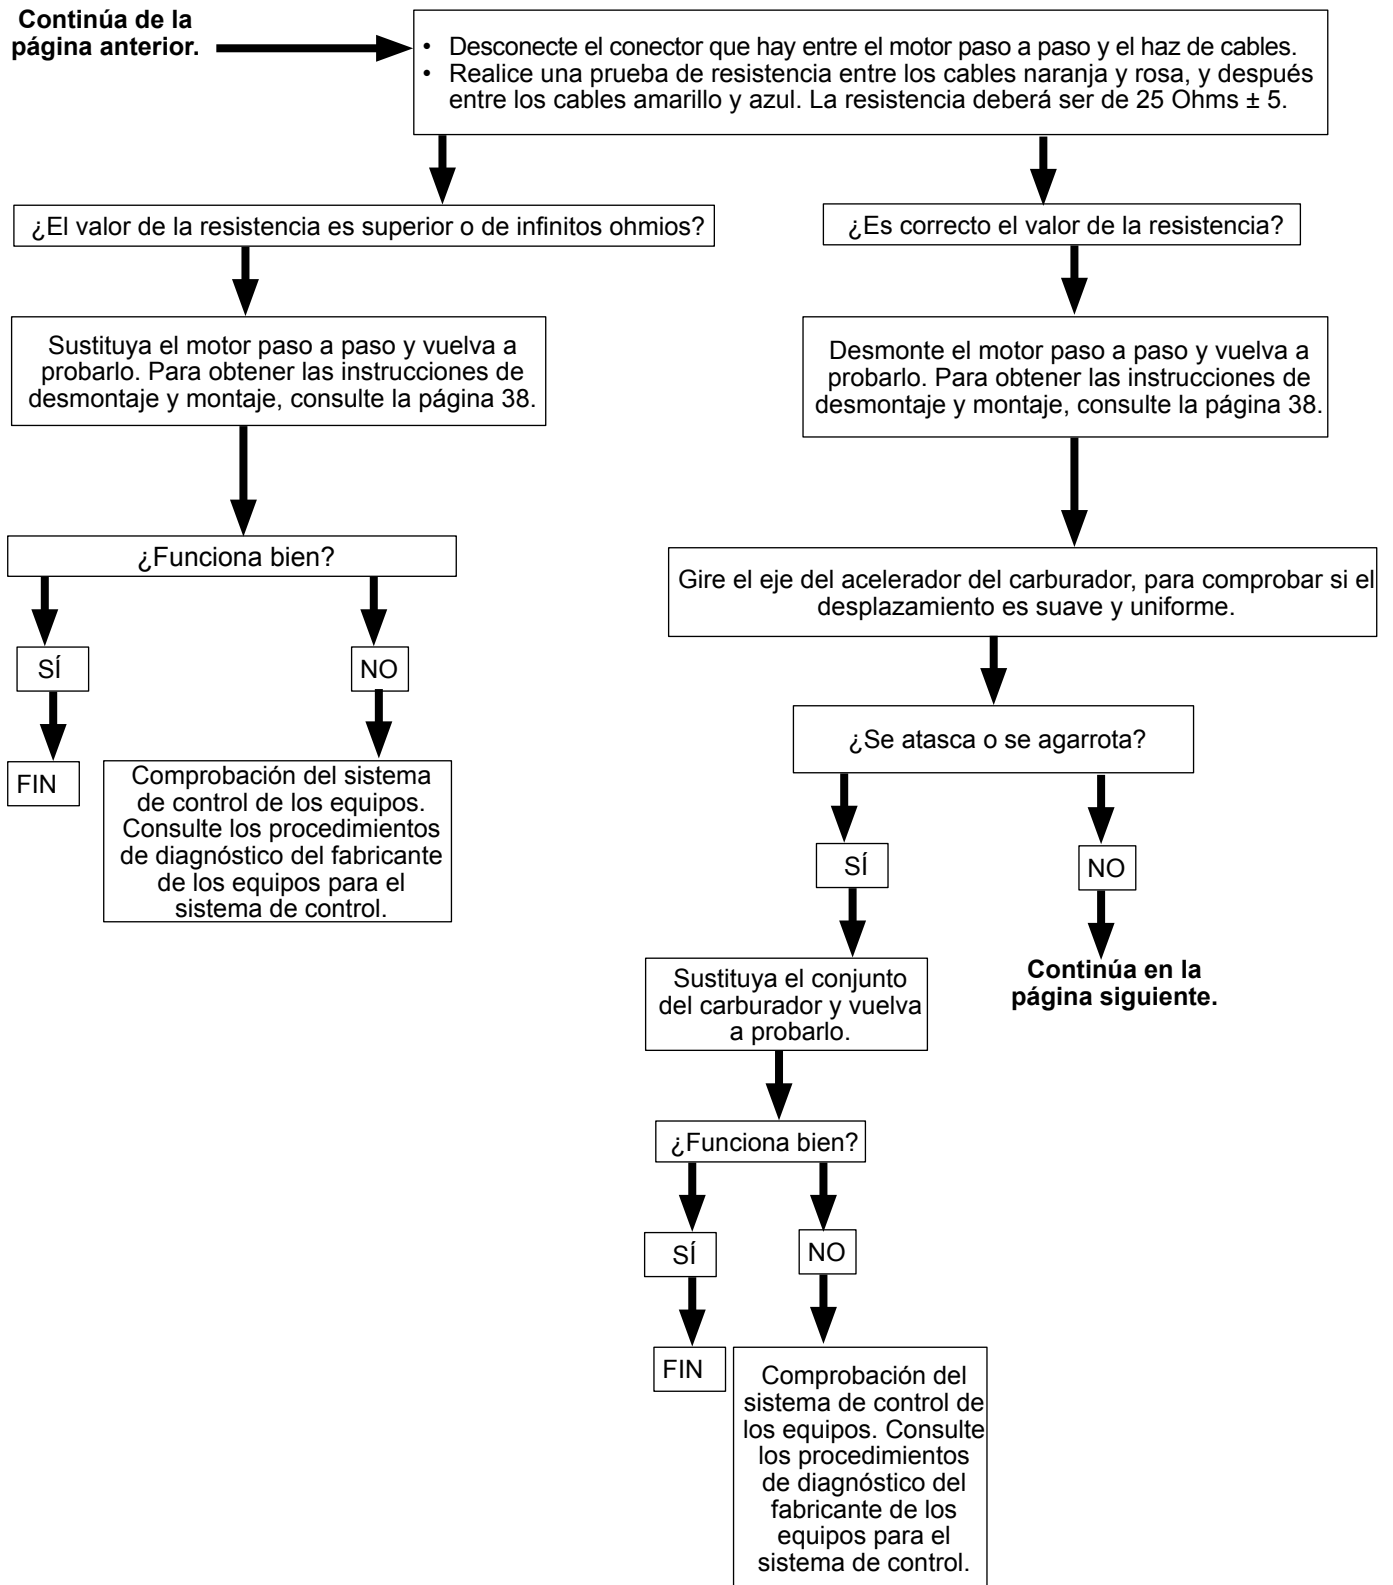 Continúa de la
página anterior.
• Desconecte el conector que hay entre el motor paso a paso y el haz de cables.
• Realice una prueba de resistencia entre los cables naranja y rosa, y después
entre los cables amarillo y azul. La resistencia deberá ser de 25 Ohms ± 5.
¿El valor de la resistencia es superior o de infinitos ohmios?
¿Es correcto el valor de la resistencia?
Sustituya el motor paso a paso y vuelva a
probarlo. Para obtener las instrucciones de
desmontaje y montaje, consulte la página 38.
Desmonte el motor paso a paso y vuelva a
probarlo. Para obtener las instrucciones de
desmontaje y montaje, consulte la página 38.
¿Funciona bien?
Gire el eje del acelerador del carburador, para comprobar si el
desplazamiento es suave y uniforme.
SÍ
NO
¿Se atasca o se agarrota?
FIN
Comprobación del sistema
de control de los equipos.
Consulte los procedimientos
de diagnóstico del fabricante
de los equipos para el
sistema de control.
SÍ
NO
Sustituya el conjunto
del carburador y vuelva
a probarlo.
Continúa en la
página siguiente.
¿Funciona bien?
SÍ
NO
FIN
Comprobación del
sistema de control de
los equipos. Consulte
los procedimientos
de diagnóstico del
fabricante de los
equipos para el
sistema de control.